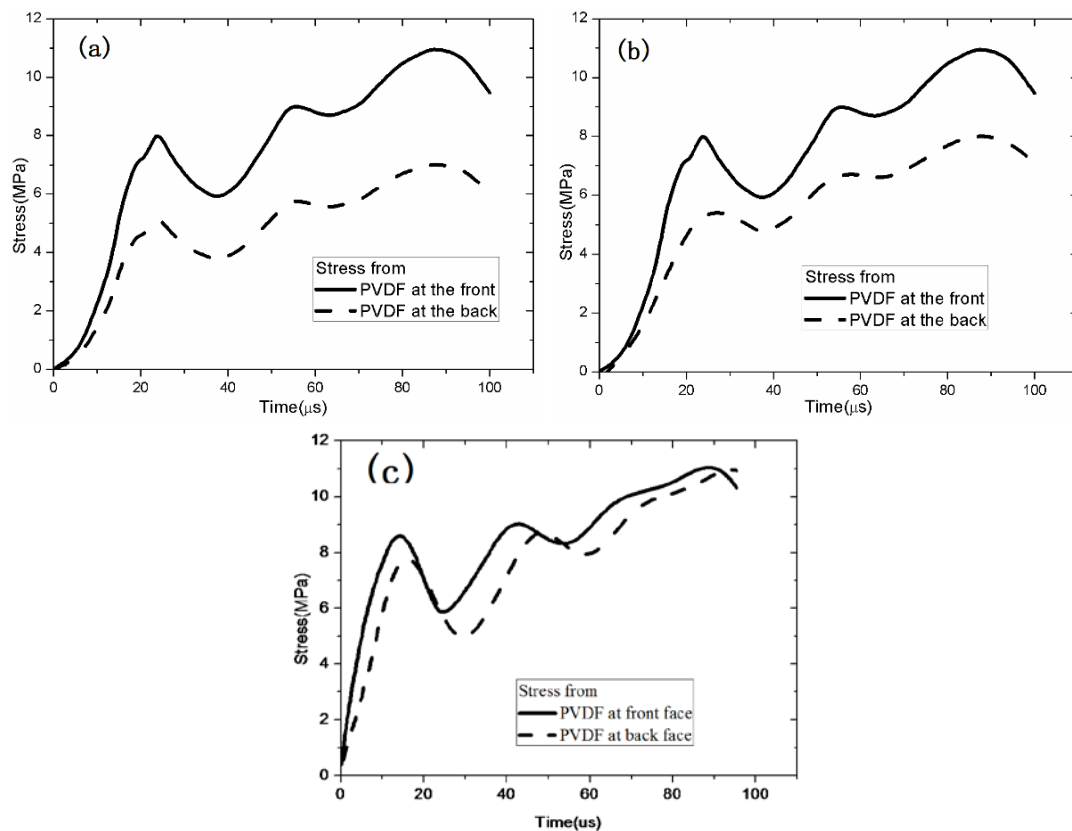 (a)
12
10
8
6
4
2
0
Stress(MPa)
Stress from
PVDF at the front
PVDF at the back
0 20 40 60 80 100
Time(μs)
(b)
12
10
8
6
4
2
0
Stress(MPa)
Stress from
PVDF at the front
PVDF at the back
0 20 40 60 80 100
Time(μs)
(c)
12
10
8
6
4
2
0
Stress(MPa)
Stress from
PVDF at front face
PVDF at back face
0 20 40 60 80 100
Time(us)